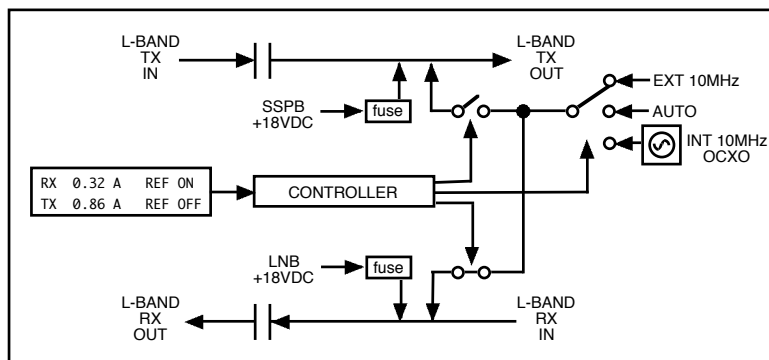 L-BAND
TX
IN
L-BAND
TX
OUT
EXT 10MHz
SSPB
+18VDC
fuse
AUTO
INT 10MHz
OCXO
RX 0.32 A REF ON
TX 0.86 A REF OFF
CONTROLLER
LNB
+18VDC
fuse
L-BAND
RX
OUT
L-BAND
RX
IN